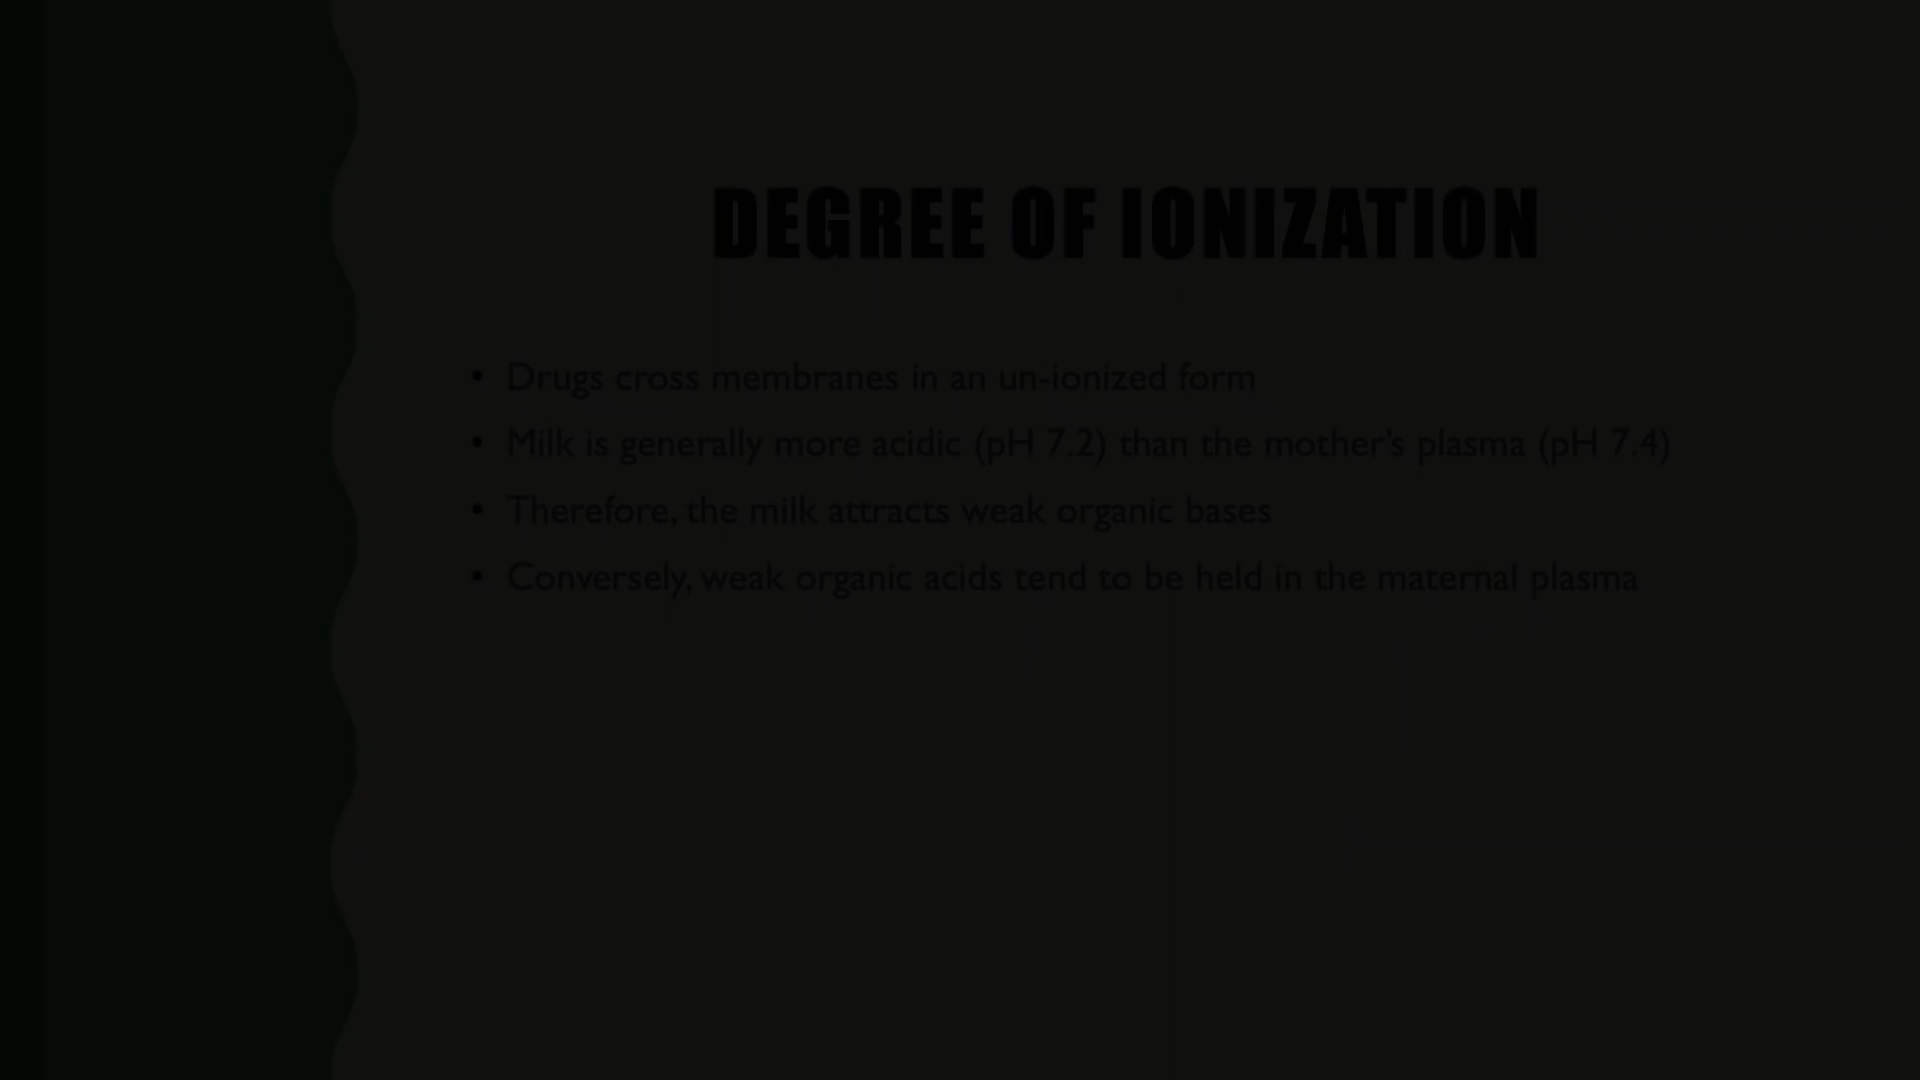 DEGREE OF IONIZATION
• Drugs cross membranes in an un-ionized form
• Milk is generally more acidic (pH 7.2) than the mother's plasma (pH 7.4)
• Therefore, the milk attracts weak organic bases
• Conversely, weak organic acids tend to be held in the maternal plasma